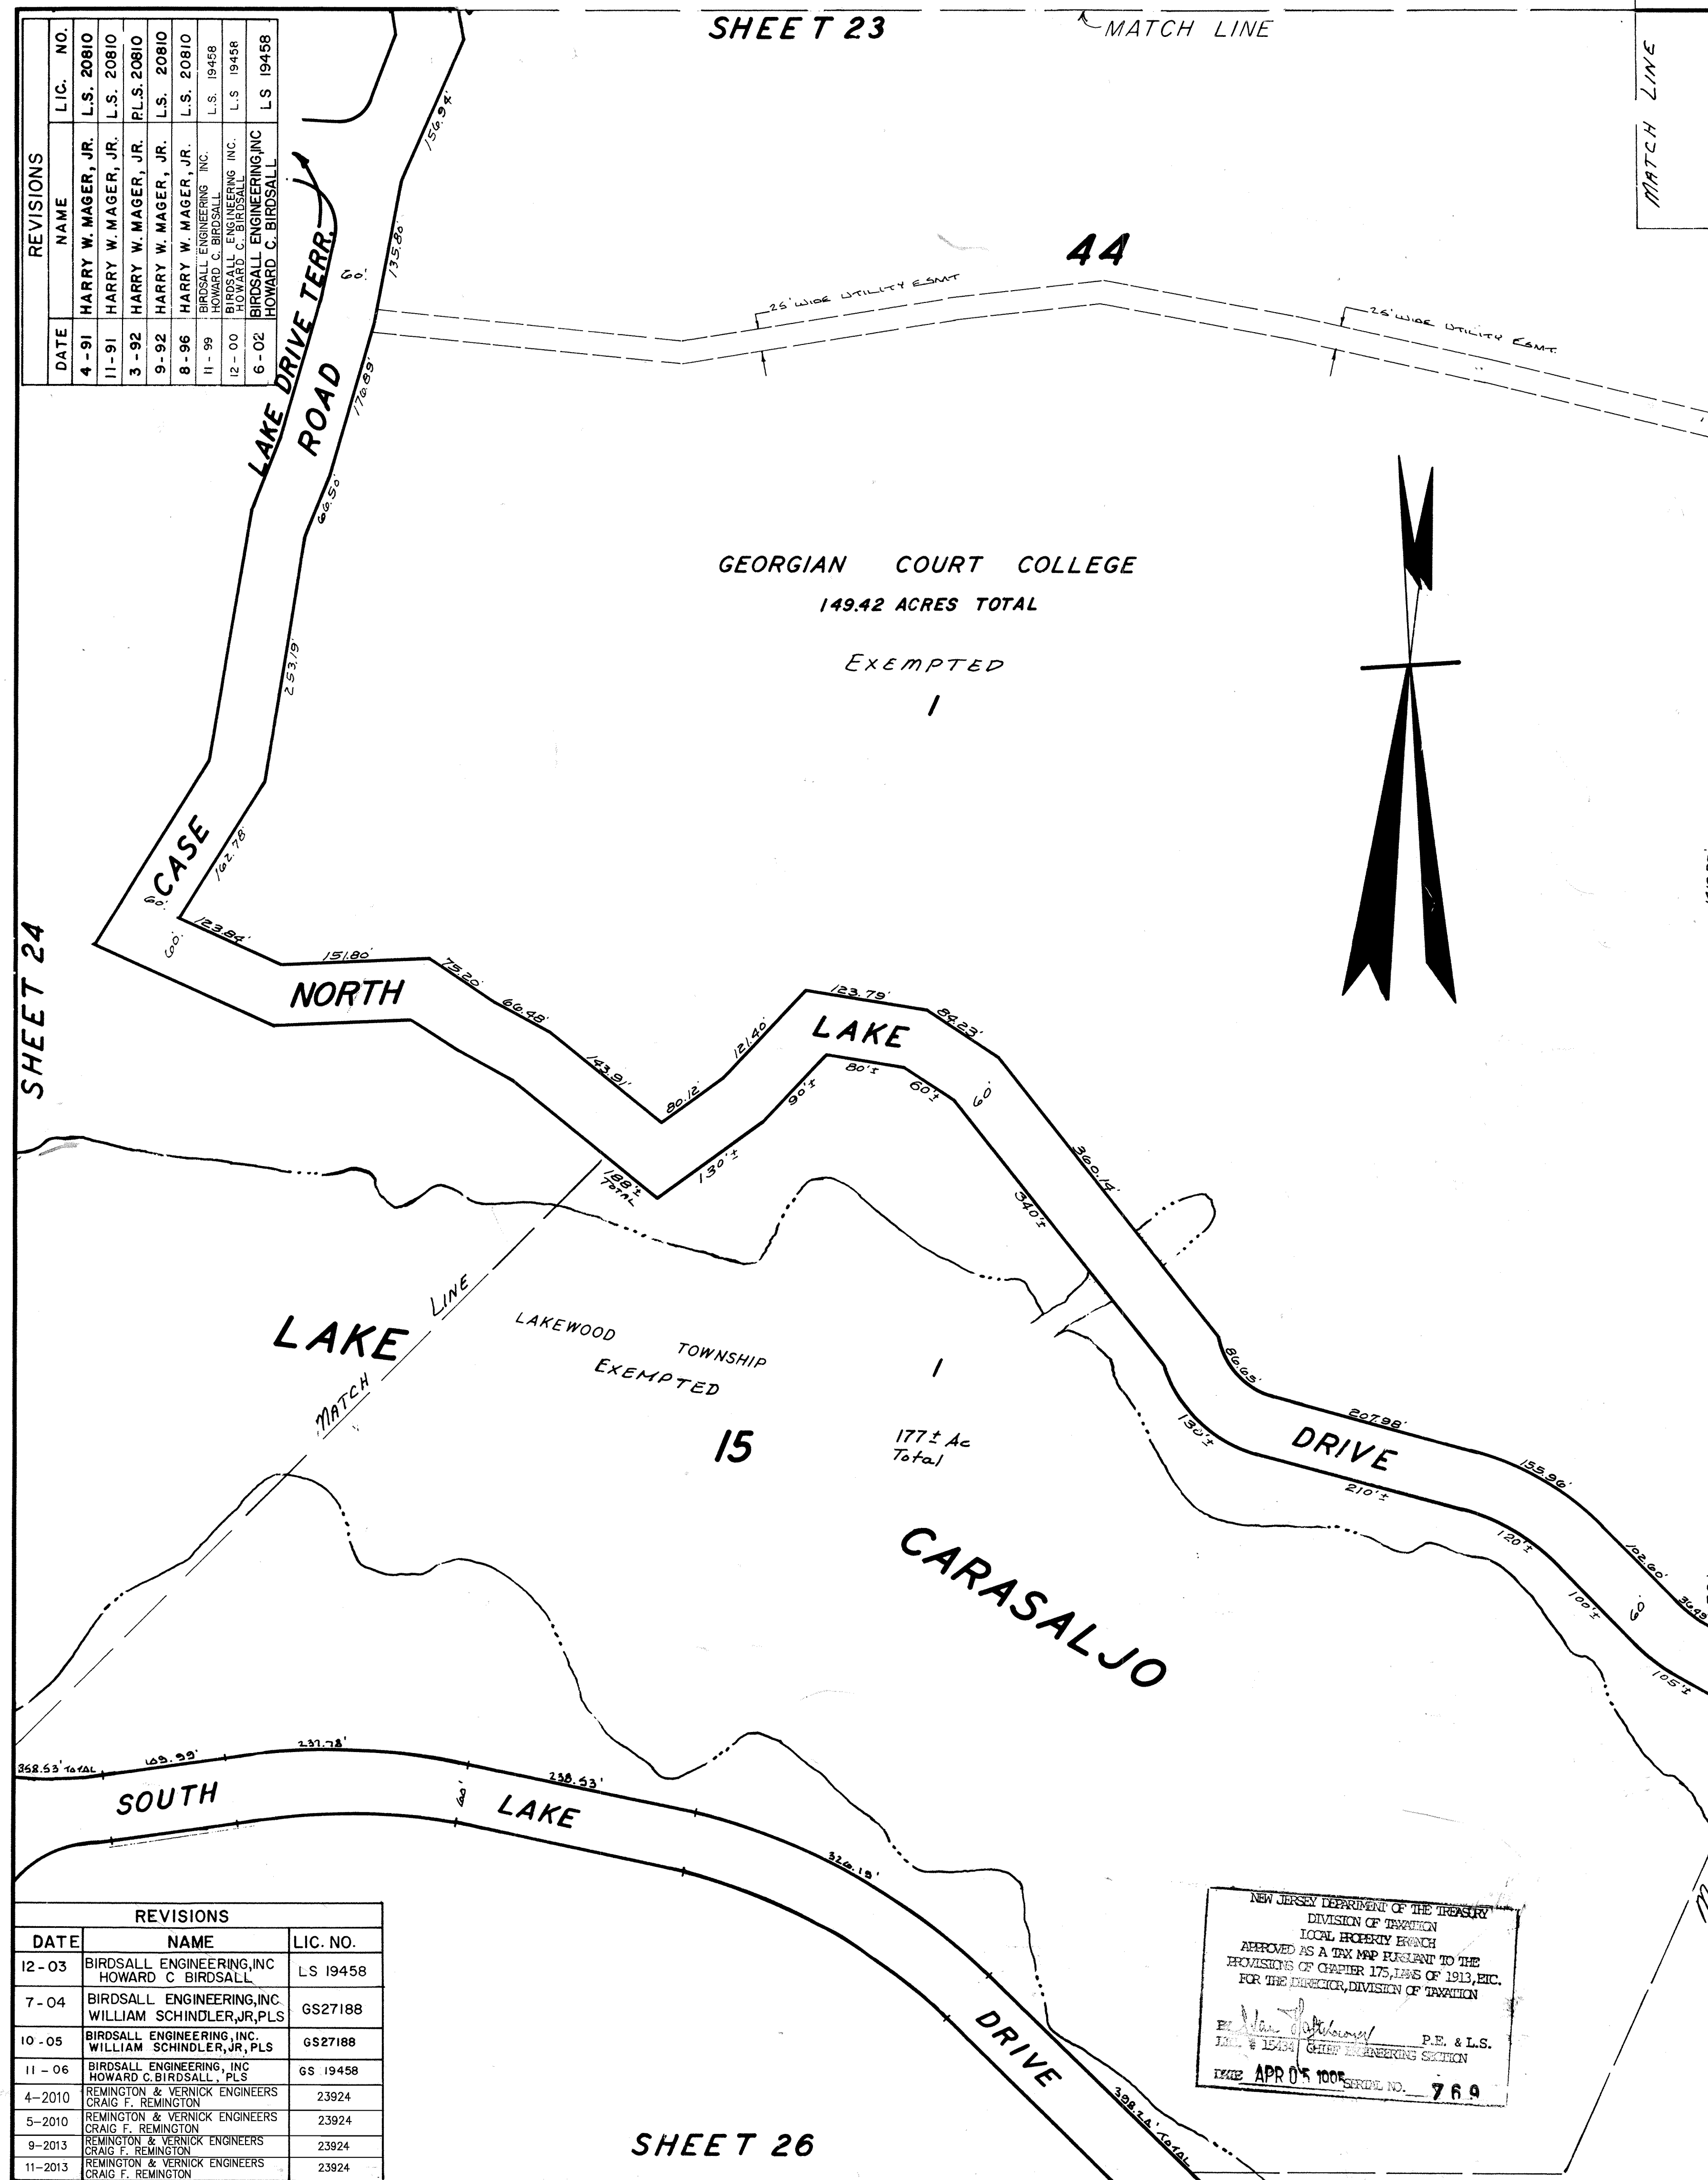 SHEET 23
MATCH LINE
MATCH LINE
REVISIONS
DATE NAME LIC. NO.
4-91 HARRY W. MAGER, JR. L.S. 20810
11-91 HARRY W. MAGER, JR. L.S. 20810
3-92 HARRY W. MAGER, JR. P.L.S. 20810
9-92 HARRY W. MAGER, JR. L.S. 20810
8-96 HARRY W. MAGER, JR. L.S. 20810
11-99 BIRDSALL ENGINEERING INC. L.S. 19458
HOWARD C. BIRDSALL
12-00 BIRDSALL ENGINEERING INC. L.S 19458
HOWARD C. BIRDSALL
6-02 BIRDSALL ENGINEERING,INC LS 19458
HOWARD C. BIRDSALL
156.94'
135.80'
60'
LAKE DRIVE TERR.
ROAD
176.89'
66.50'
44
25' WIDE UTILITY ESMT
25' WIDE UTILITY ESMT.
GEORGIAN COURT COLLEGE
149.42 ACRES TOTAL
EXEMPTED
1
253.19'
CASE
162.78'
60'
60'
SHEET 24
123.84'
151.80'
NORTH
75.20'
66.48'
143.91'
80.12'
121.40'
123.79'
LAKE
84.23'
80'±
60'±
60'
90'±
130'±
188'±
TOTAL
340'±
360.14'
LAKE
MATCH LINE
LAKEWOOD TOWNSHIP
EXEMPTED
1
15
177± Ac
Total
86.63'
130'±
207.98'
DRIVE
210'±
155.96'
120'±
102.60'
100'±
60'
105'±
CARASALJO
358.53' TOTAL
169.99'
237.78'
SOUTH
60'
238.53'
LAKE
326.19'
DRIVE
398.24' TOTAL
SHEET 26
REVISIONS
DATE NAME LIC. NO.
12-03 BIRDSALL ENGINEERING,INC LS 19458
HOWARD C BIRDSALL
7-04 BIRDSALL ENGINEERING,INC. GS27188
WILLIAM SCHINDLER,JR,PLS
10-05 BIRDSALL ENGINEERING,INC. GS27188
WILLIAM SCHINDLER,JR,PLS
11-06 BIRDSALL ENGINEERING, INC GS 19458
HOWARD C.BIRDSALL, PLS
4-2010 REMINGTON & VERNICK ENGINEERS 23924
CRAIG F. REMINGTON
5-2010 REMINGTON & VERNICK ENGINEERS 23924
CRAIG F. REMINGTON
9-2013 REMINGTON & VERNICK ENGINEERS 23924
CRAIG F. REMINGTON
11-2013 REMINGTON & VERNICK ENGINEERS 23924
CRAIG F. REMINGTON
NEW JERSEY DEPARTMENT OF THE TREASURY
DIVISION OF TAXATION
LOCAL PROPERTY BRANCH
APPROVED AS A TAX MAP PURSUANT TO THE
PROVISIONS OF CHAPTER 175, LAWS OF 1913, ETC.
FOR THE DIRECTOR, DIVISION OF TAXATION
BY P.E. & L.S.
LIC. # 15434 CHIEF ENGINEERING SECTION
DATE APR 05 SERIAL NO. 769